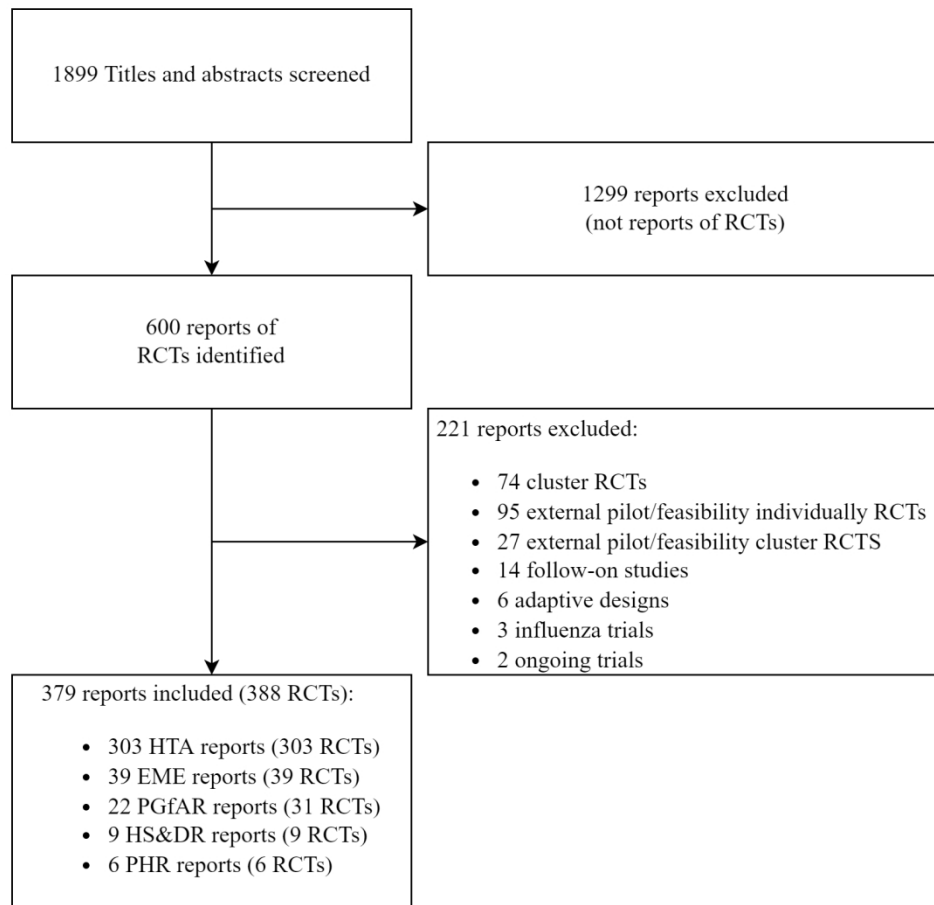 1899 Titles and abstracts screened
1299 reports excluded
(not reports of RCTs)
600 reports of
RCTs identified
221 reports excluded:
• 74 cluster RCTs
• 95 external pilot/feasibility individually RCTs
• 27 external pilot/feasibility cluster RCTS
• 14 follow-on studies
• 6 adaptive designs
• 3 influenza trials
• 2 ongoing trials
379 reports included (388 RCTs):
• 303 HTA reports (303 RCTs)
• 39 EME reports (39 RCTs)
• 22 PGfAR reports (31 RCTs)
• 9 HS&DR reports (9 RCTs)
• 6 PHR reports (6 RCTs)